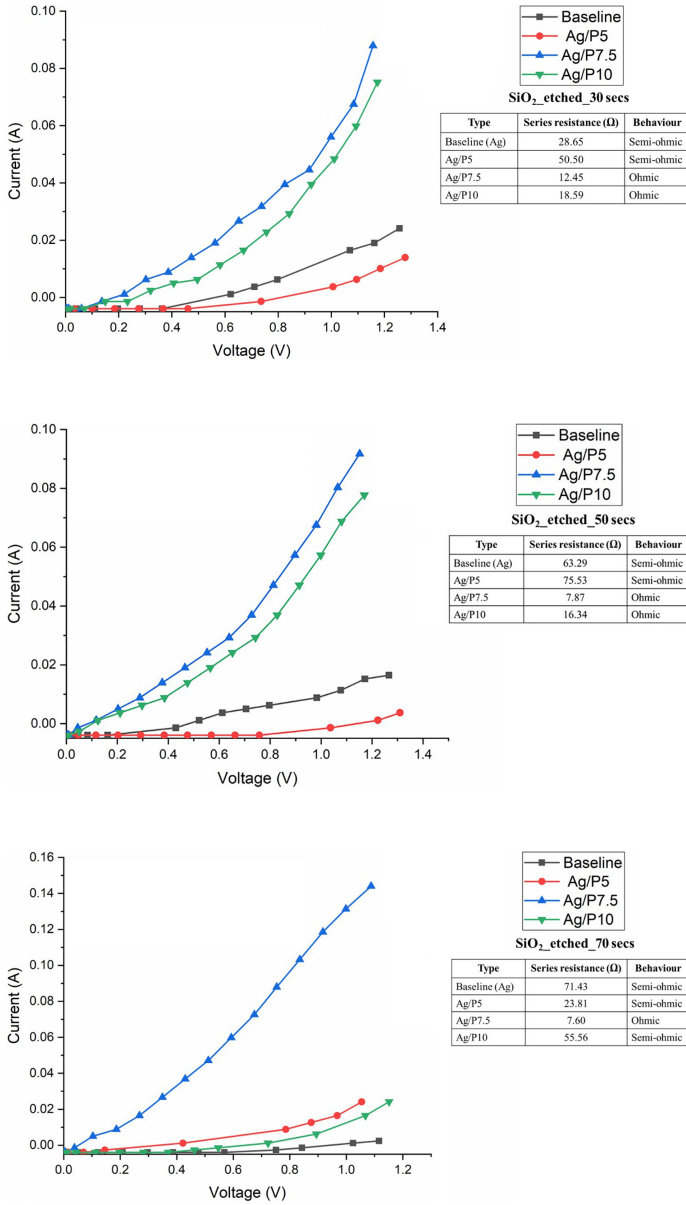 0.10
0.08
0.06
0.04
0.02
0.00
Current (A)
0.0 0.2 0.4 0.6 0.8 1.0 1.2 1.4
Voltage (V)
Baseline
Ag/P5
Ag/P7.5
Ag/P10
SiO₂_etched_30 secs
Type Series resistance (Ω) Behaviour
Baseline (Ag) 28.65 Semi-ohmic
Ag/P5 50.50 Semi-ohmic
Ag/P7.5 12.45 Ohmic
Ag/P10 18.59 Ohmic
0.10
0.08
0.06
0.04
0.02
0.00
Current (A)
0.0 0.2 0.4 0.6 0.8 1.0 1.2 1.4
Voltage (V)
Baseline
Ag/P5
Ag/P7.5
Ag/P10
SiO₂_etched_50 secs
Type Series resistance (Ω) Behaviour
Baseline (Ag) 63.29 Semi-ohmic
Ag/P5 75.53 Semi-ohmic
Ag/P7.5 7.87 Ohmic
Ag/P10 16.34 Ohmic
0.16
0.14
0.12
0.10
0.08
0.06
0.04
0.02
0.00
Current (A)
0.0 0.2 0.4 0.6 0.8 1.0 1.2
Voltage (V)
Baseline
Ag/P5
Ag/P7.5
Ag/P10
SiO₂_etched_70 secs
Type Series resistance (Ω) Behaviour
Baseline (Ag) 71.43 Semi-ohmic
Ag/P5 23.81 Semi-ohmic
Ag/P7.5 7.60 Ohmic
Ag/P10 55.56 Semi-ohmic